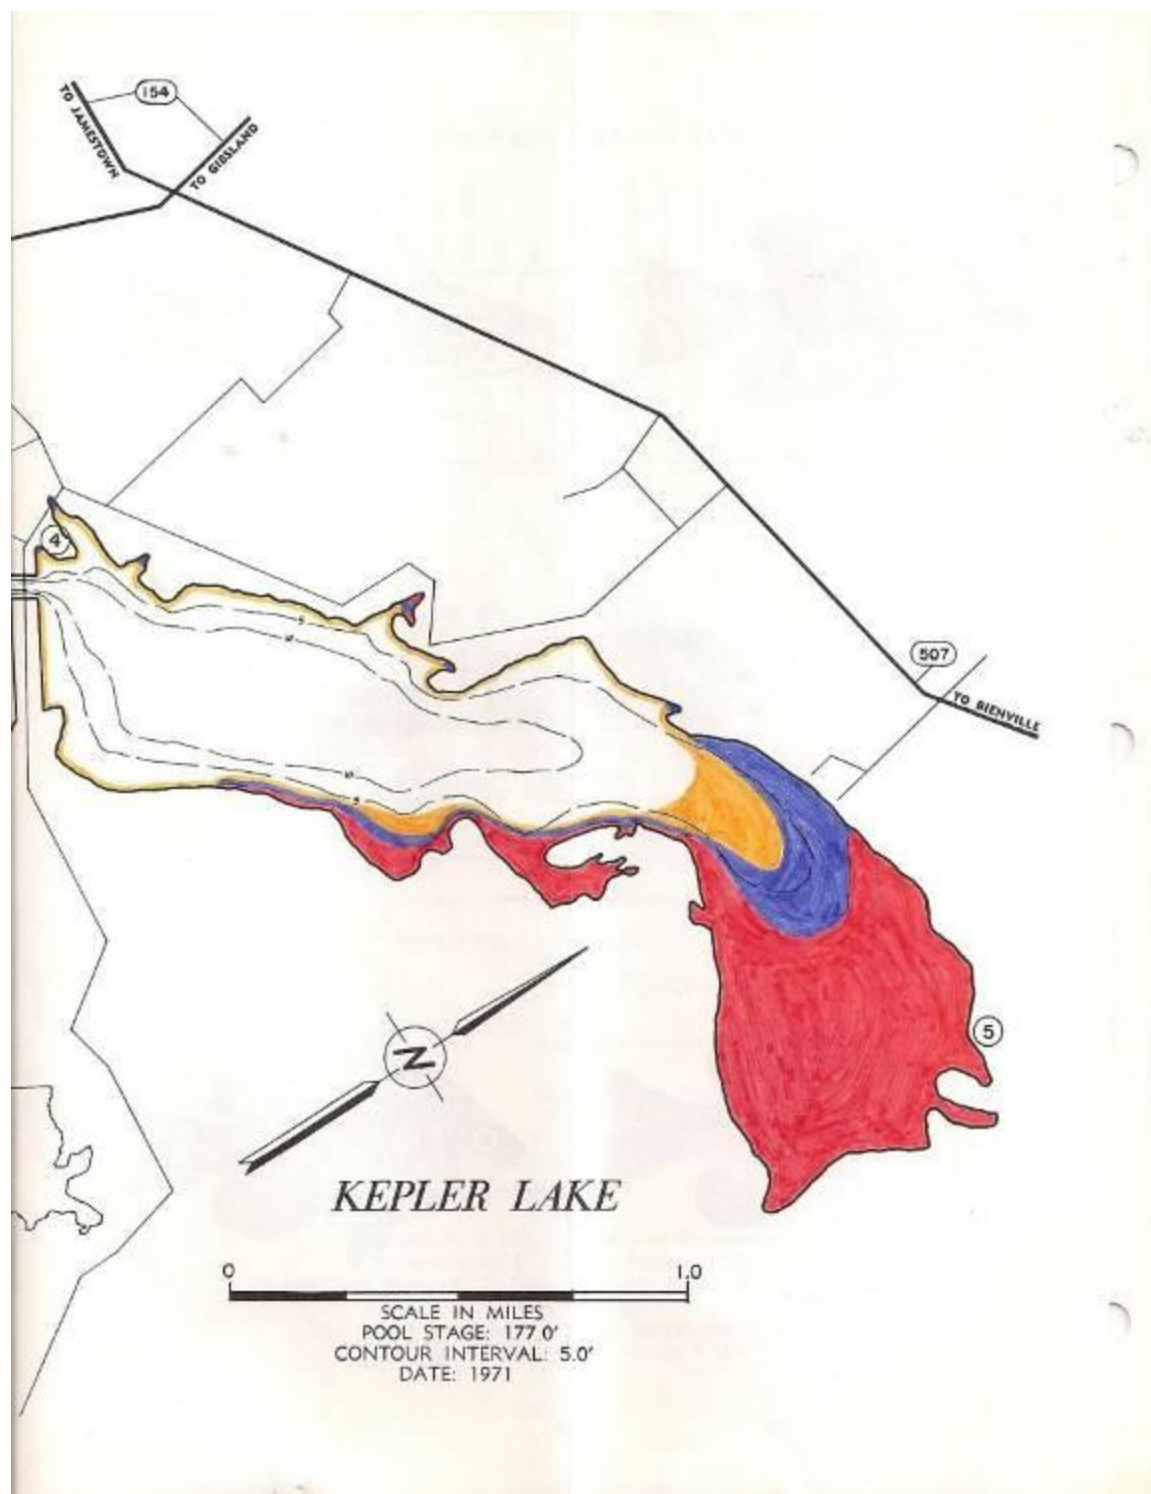 154
TO JAMESTOWN
TO GIBSLAND
4
5
507
TO BIENVILLE
5
N
KEPLER LAKE
0 1.0
SCALE IN MILES
POOL STAGE: 177.0'
CONTOUR INTERVAL: 5.0'
DATE: 1971